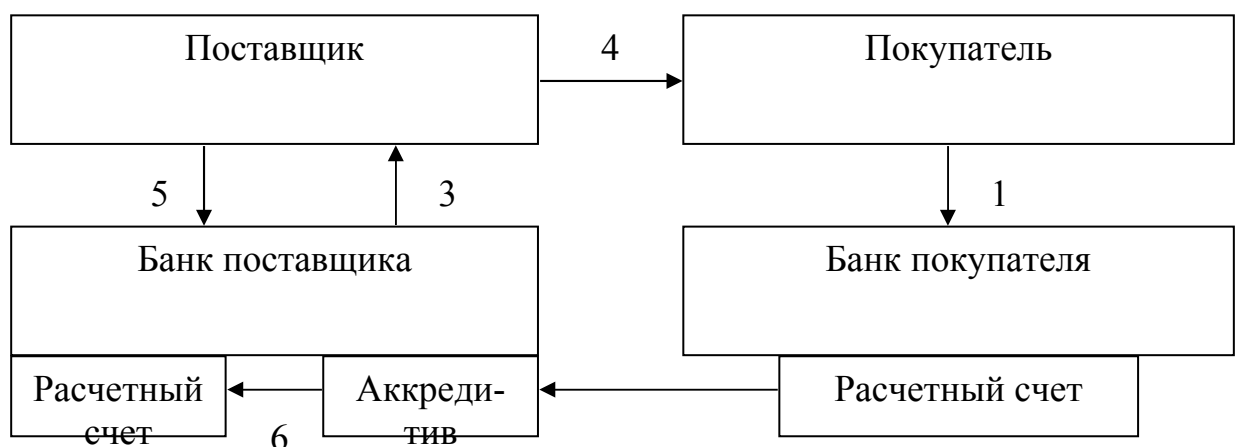 Поставщик
4
Покупатель
5
3
1
Банк поставщика
Банк покупателя
Расчетный
счет
6
Аккреди-
тив
Расчетный счет